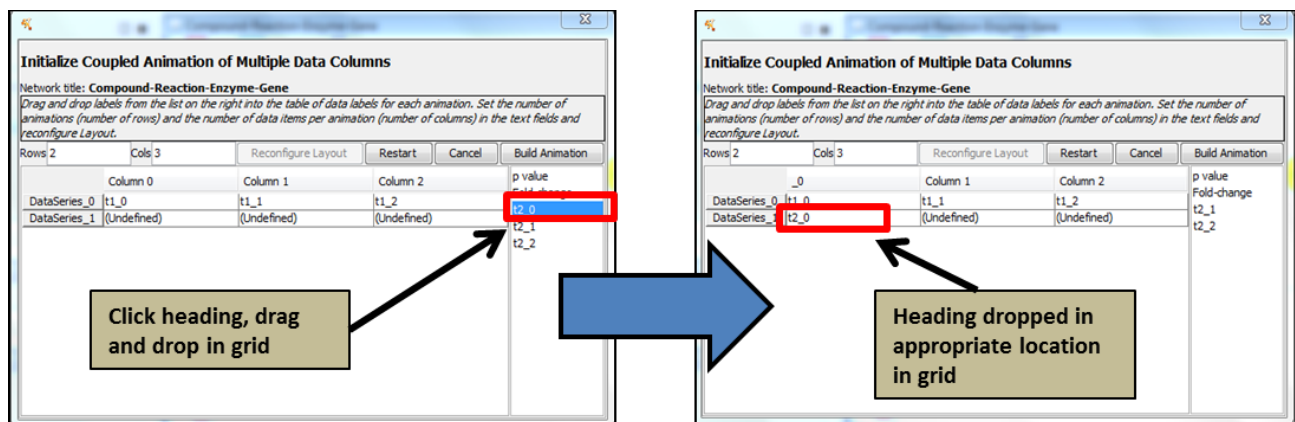 Initialize Coupled Animation of Multiple Data Columns
Network title: Compound-Reaction-Enzyme-Gene
Drag and drop labels from the list on the right into the table of data labels for each animation. Set the number of
animations (number of rows) and the number of data items per animation (number of columns) in the text fields and
reconfigure Layout.
Rows 2 Cols 3 Reconfigure Layout Restart Cancel Build Animation
Column 0 Column 1 Column 2
DataSeries_0 t1_0 t1_1 t1_2
DataSeries_1 (Undefined) (Undefined) (Undefined)
p value
Fold-change
t2_0
t2_1
t2_2
Click heading, drag
and drop in grid
Initialize Coupled Animation of Multiple Data Columns
Network title: Compound-Reaction-Enzyme-Gene
Drag and drop labels from the list on the right into the table of data labels for each animation. Set the number of
animations (number of rows) and the number of data items per animation (number of columns) in the text fields and
reconfigure Layout.
Rows 2 Cols 3 Reconfigure Layout Restart Cancel Build Animation
_0 Column 1 Column 2
DataSeries_0 t1_0 t1_1 t1_2
DataSeries_1 t2_0 (Undefined) (Undefined)
p value
Fold-change
t2_1
t2_2
Heading dropped in
appropriate location
in grid